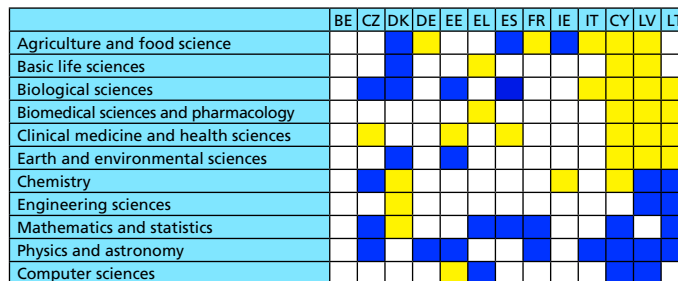 BE CZ DK DE EE EL ES FR IE IT CY LV LT
Agriculture and food science
Basic life sciences
Biological sciences
Biomedical sciences and pharmacology
Clinical medicine and health sciences
Earth and environmental sciences
Chemistry
Engineering sciences
Mathematics and statistics
Physics and astronomy
Computer sciences